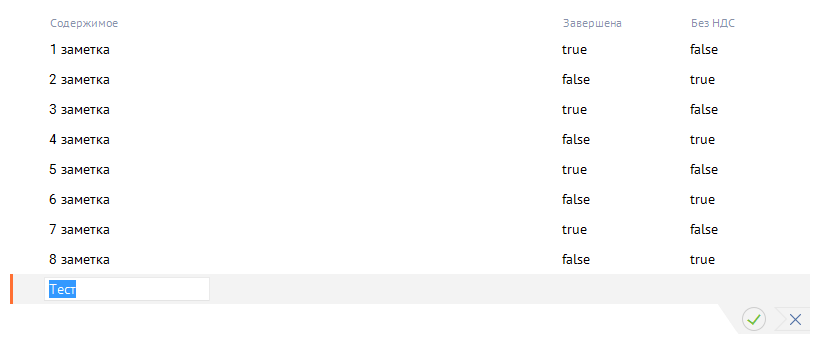 Содержимое Завершена Без НДС
1 заметка true false
2 заметка false true
3 заметка true false
4 заметка false true
5 заметка true false
6 заметка false true
7 заметка true false
8 заметка false true
Тест